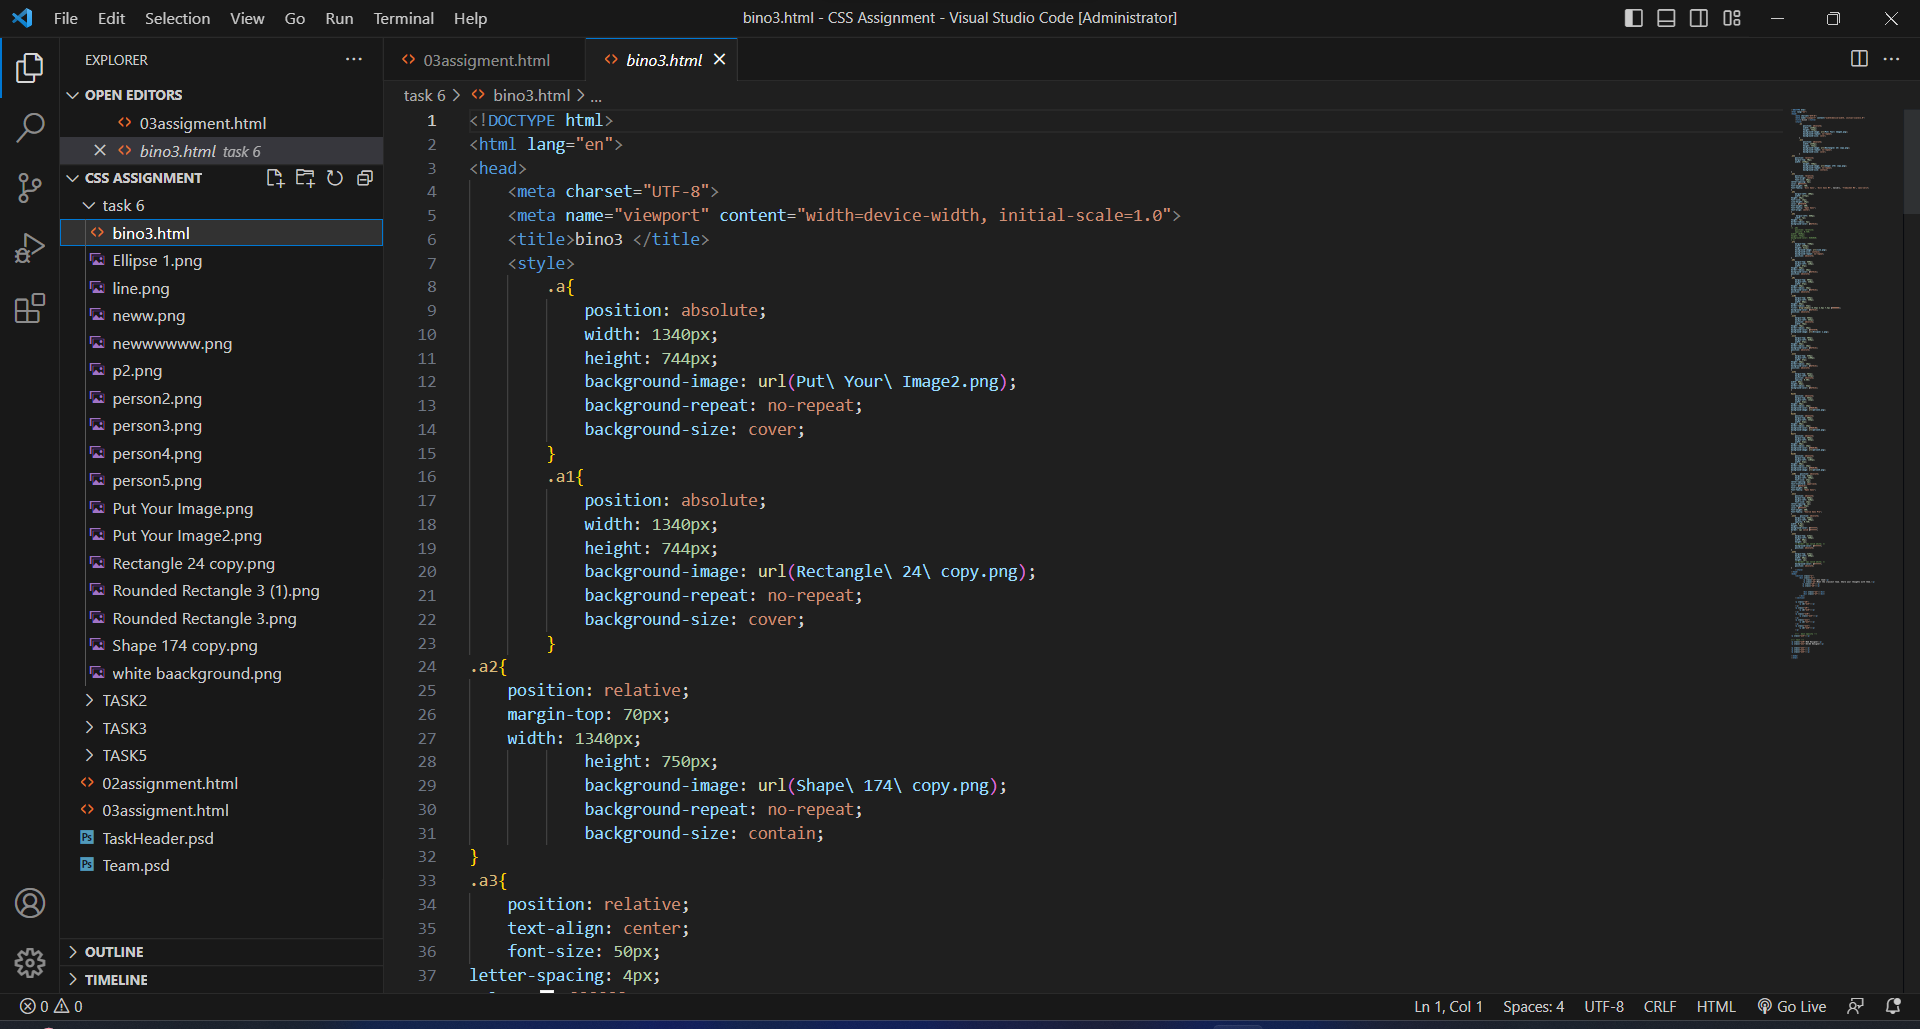 File Edit Selection View Go Run Terminal Help
bino3.html - CSS Assignment - Visual Studio Code [Administrator]
EXPLORER
OPEN EDITORS
03assigment.html
bino3.html task 6
CSS ASSIGNMENT
task 6
bino3.html
Ellipse 1.png
line.png
neww.png
newwwwww.png
p2.png
person2.png
person3.png
person4.png
person5.png
Put Your Image.png
Put Your Image2.png
Rectangle 24 copy.png
Rounded Rectangle 3 (1).png
Rounded Rectangle 3.png
Shape 174 copy.png
white baackground.png
TASK2
TASK3
TASK5
02assignment.html
03assigment.html
Ps TaskHeader.psd
Ps Team.psd
OUTLINE
TIMELINE
03assigment.html
bino3.html
task 6 > bino3.html > ...
1 <!DOCTYPE html>
2 <html lang="en">
3 <head>
4 <meta charset="UTF-8">
5 <meta name="viewport" content="width=device-width, initial-scale=1.0">
6 <title>bino3 </title>
7 <style>
8 .a{
9 position: absolute;
10 width: 1340px;
11 height: 744px;
12 background-image: url(Put\ Your\ Image2.png);
13 background-repeat: no-repeat;
14 background-size: cover;
15 }
16 .a1{
17 position: absolute;
18 width: 1340px;
19 height: 744px;
20 background-image: url(Rectangle\ 24\ copy.png);
21 background-repeat: no-repeat;
22 background-size: cover;
23 }
24 .a2{
25 position: relative;
26 margin-top: 70px;
27 width: 1340px;
28 height: 750px;
29 background-image: url(Shape\ 174\ copy.png);
30 background-repeat: no-repeat;
31 background-size: contain;
32 }
33 .a3{
34 position: relative;
35 text-align: center;
36 font-size: 50px;
37 letter-spacing: 4px;
0 0
Ln 1, Col 1 Spaces: 4 UTF-8 CRLF HTML Go Live